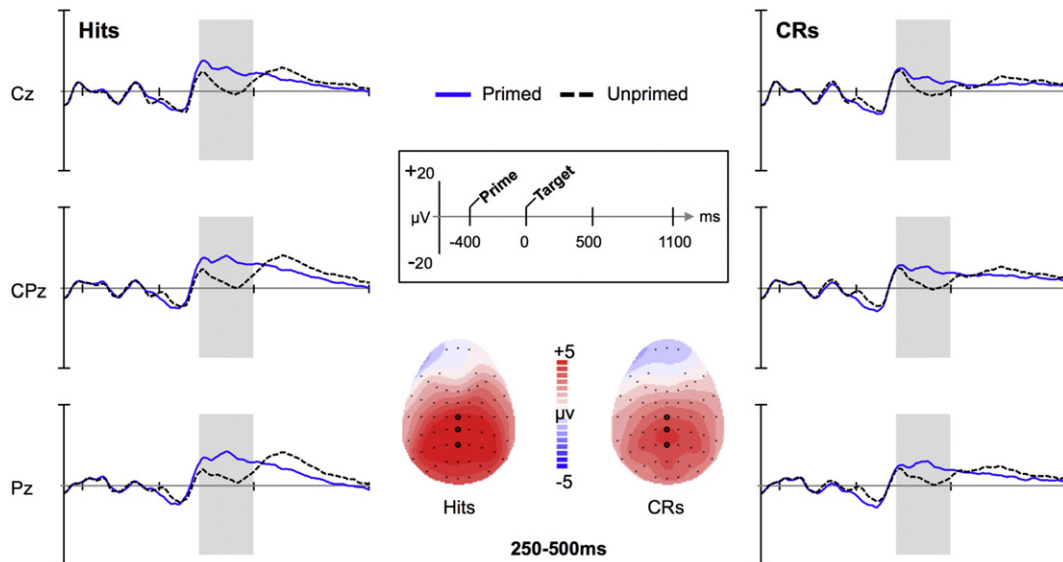 Hits
CRs
Cz
Primed
Unprimed
+20
Prime
Target
μV
ms
-400
0
500
1100
-20
CPz
+5
μv
-5
Pz
Hits
CRs
250-500ms